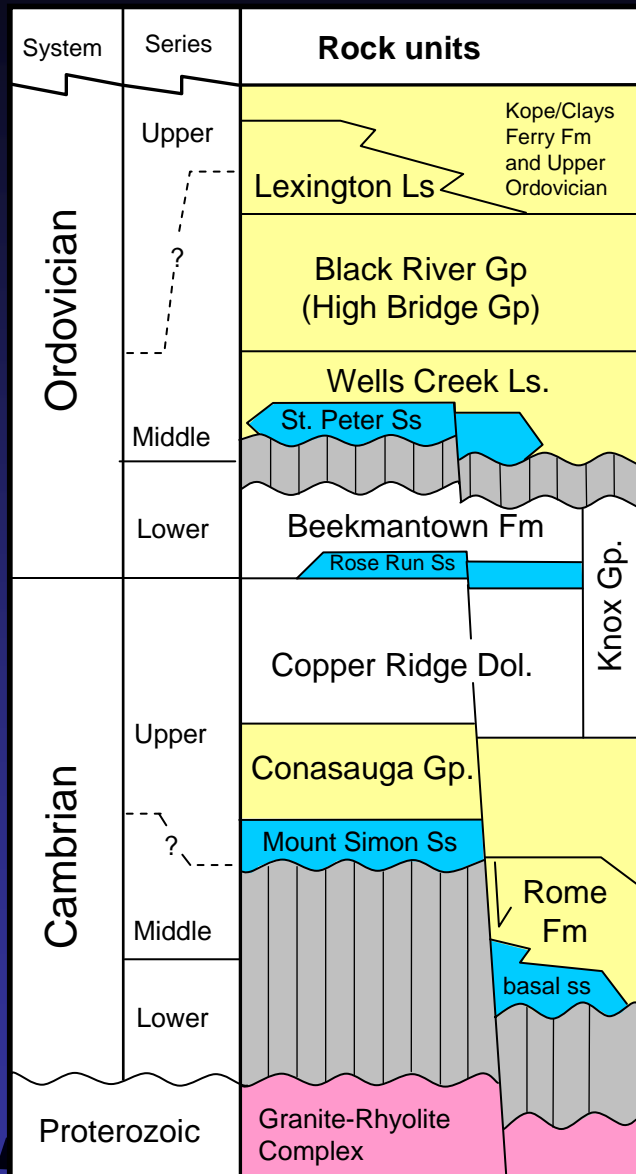 System
Series
Rock units
Ordovician
Upper
?
Middle
Lower
Kope/Clays
Ferry Fm
and Upper
Ordovician
Lexington Ls
Black River Gp
(High Bridge Gp)
Wells Creek Ls.
St. Peter Ss
Beekmantown Fm
Rose Run Ss
Knox Gp.
Cambrian
Upper
?
Middle
Lower
Copper Ridge Dol.
Conasauga Gp.
Mount Simon Ss
Rome
Fm
basal ss
Proterozoic
Granite-Rhyolite
Complex